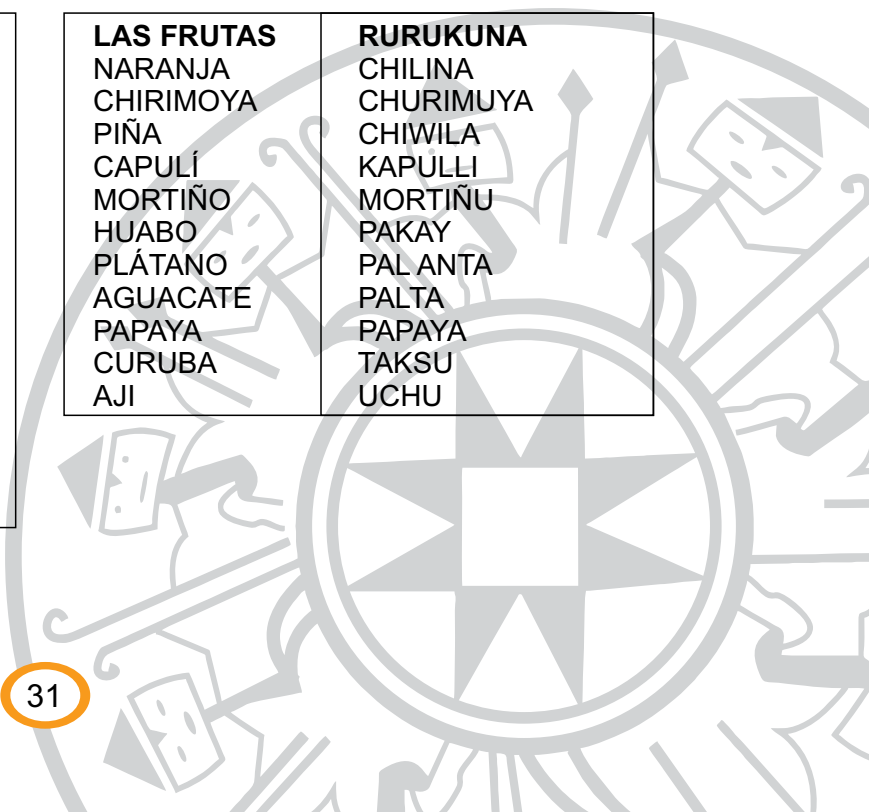 LAS FRUTAS RURUKUNA
NARANJA CHILINA
CHIRIMOYA CHURIMUYA
PIÑA CHIWILA
CAPULÍ KAPULLI
MORTIÑO MORTIÑU
HUABO PAKAY
PLÁTANO PAL ANTA
AGUACATE PALTA
PAPAYA PAPAYA
CURUBA TAKSU
AJI UCHU
31